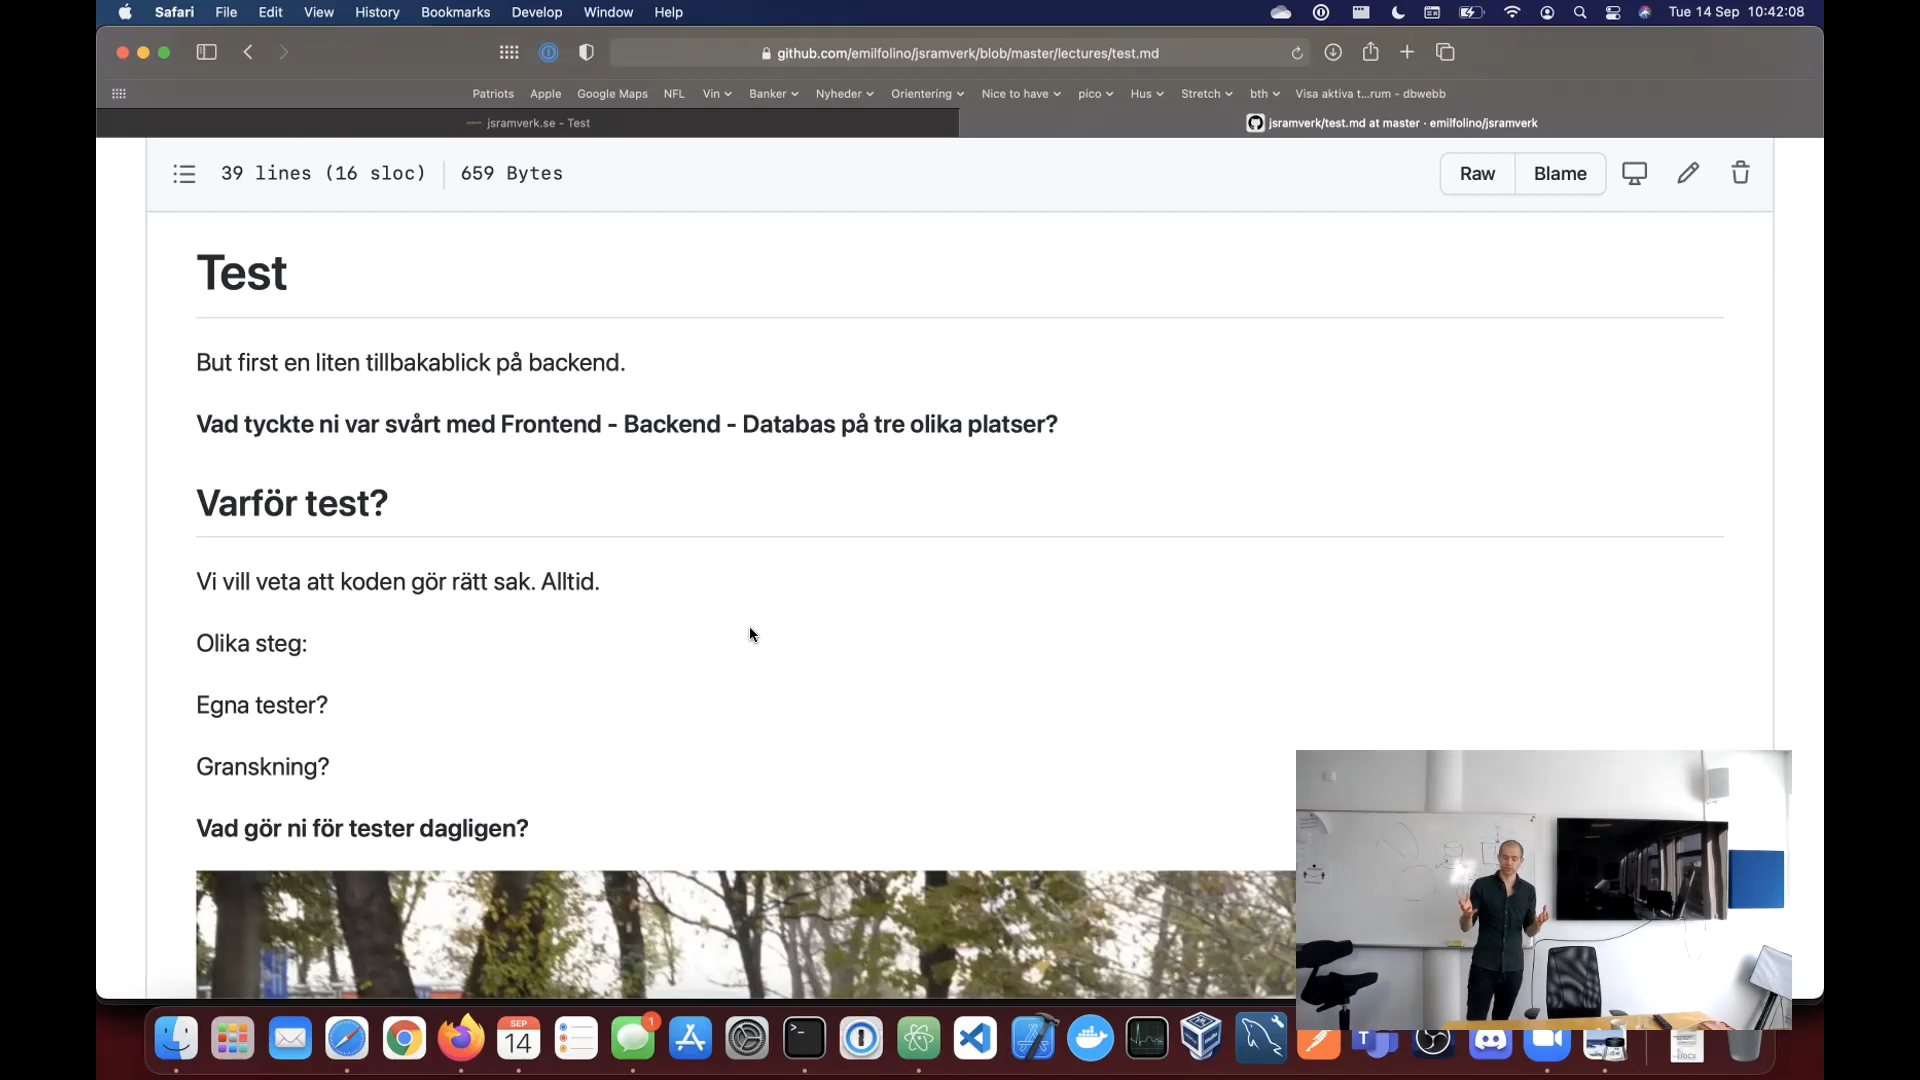 Safari File Edit View History Bookmarks Develop Window Help Tue 14 Sep 10:42:08
github.com/emilfolino/jsramverk/blob/master/lectures/test.md
Patriots Apple Google Maps NFL Vin Banker Nyheder Orientering Nice to have pico Hus Stretch bth Visa aktiva t...rum - dbwebb
jsramverk.se - Test jsramverk/test.md at master · emilfolino/jsramverk
39 lines (16 sloc) 659 Bytes Raw Blame
Test
But first en liten tillbakablick på backend.
Vad tyckte ni var svårt med Frontend - Backend - Databas på tre olika platser?
Varför test?
Vi vill veta att koden gör rätt sak. Alltid.
Olika steg:
Egna tester?
Granskning?
Vad gör ni för tester dagligen?
SEP
14
1
DOCX